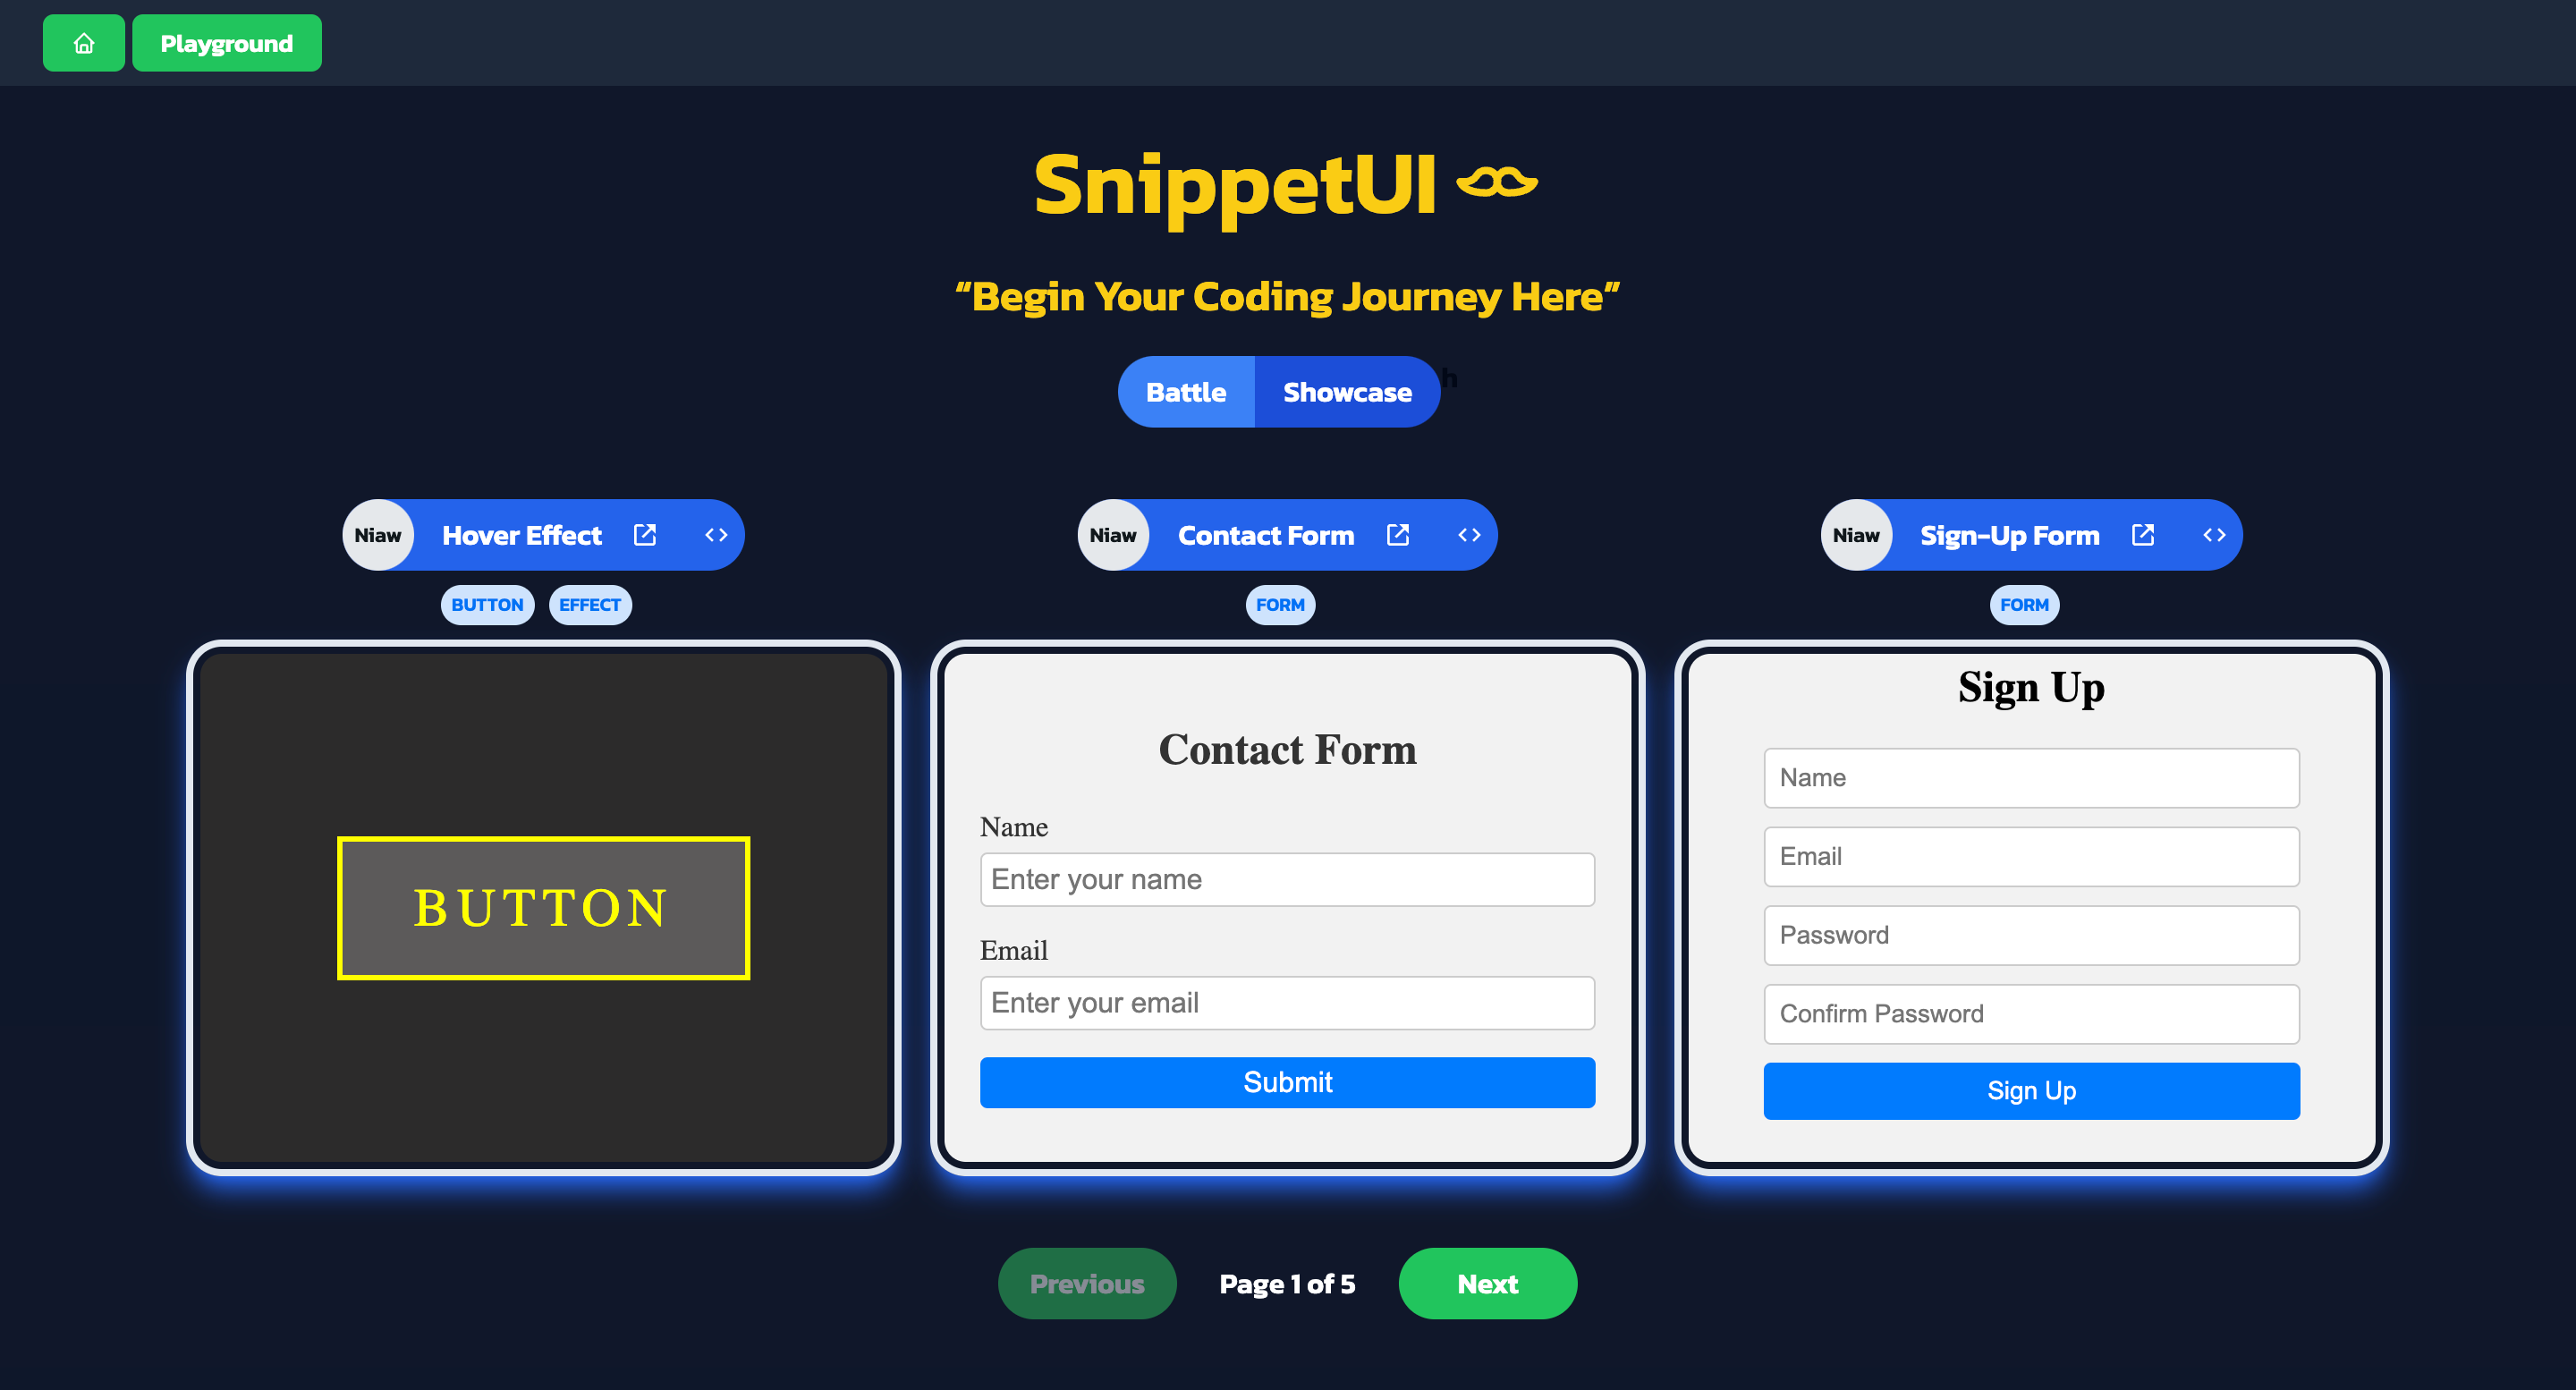 Playground
SnippetUI
“Begin Your Coding Journey Here”
Battle Showcase
Niaw Hover Effect
BUTTON EFFECT
BUTTON
Niaw Contact Form
FORM
Contact Form
Name
Enter your name
Email
Enter your email
Submit
Niaw Sign-Up Form
FORM
Sign Up
Name
Email
Password
Confirm Password
Sign Up
Previous Page 1 of 5 Next